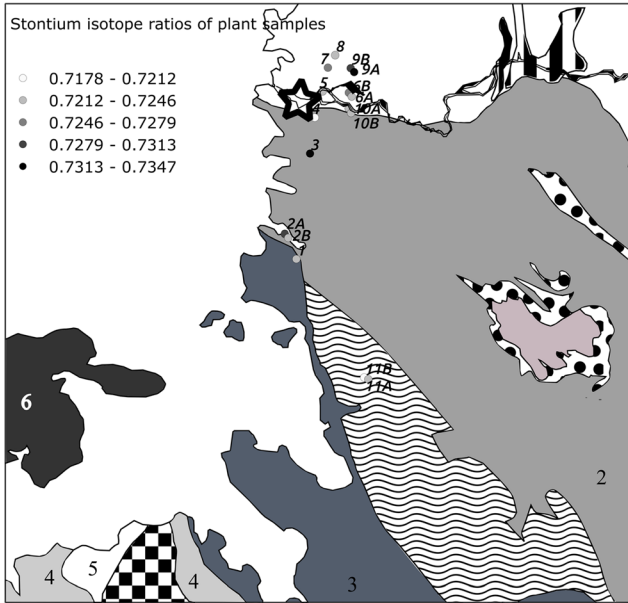 Stontium isotope ratios of plant samples
0.7178 - 0.7212
0.7212 - 0.7246
0.7246 - 0.7279
0.7279 - 0.7313
0.7313 - 0.7347
8
7
9B
9A
5
6B
6A
4
10A
10B
3
2A
2B
1
11B
11A
6
2
5
4
4
3